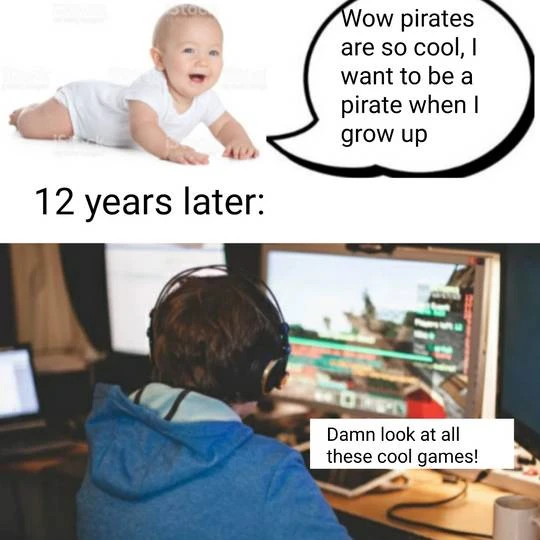 Wow pirates
are so cool, I
want to be a
pirate when I
grow up
12 years later:
Damn look at all
these cool games!